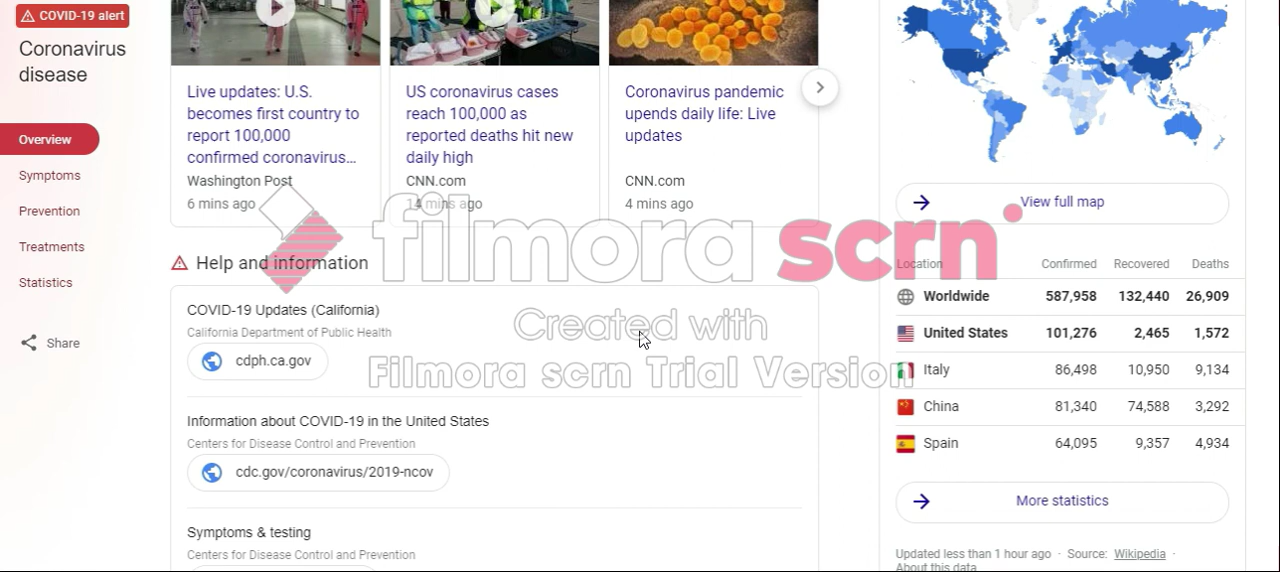 COVID-19 alert
Coronavirus
disease
Overview
Symptoms
Prevention
Treatments
Statistics
Share
Live updates: U.S.
becomes first country to
report 100,000
confirmed coronavirus...
Washington Post
6 mins ago
US coronavirus cases
reach 100,000 as
reported deaths hit new
daily high
CNN.com
14 mins ago
Coronavirus pandemic
upends daily life: Live
updates
CNN.com
4 mins ago
filmora scrn
Created with
Filmora scrn Trial Version
Help and information
COVID-19 Updates (California)
California Department of Public Health
cdph.ca.gov
Information about COVID-19 in the United States
Centers for Disease Control and Prevention
cdc.gov/coronavirus/2019-ncov
Symptoms & testing
Centers for Disease Control and Prevention
View full map
Location Confirmed Recovered Deaths
Worldwide 587,958 132,440 26,909
United States 101,276 2,465 1,572
Italy 86,498 10,950 9,134
China 81,340 74,588 3,292
Spain 64,095 9,357 4,934
More statistics
Updated less than 1 hour ago · Source: Wikipedia ·
About this data